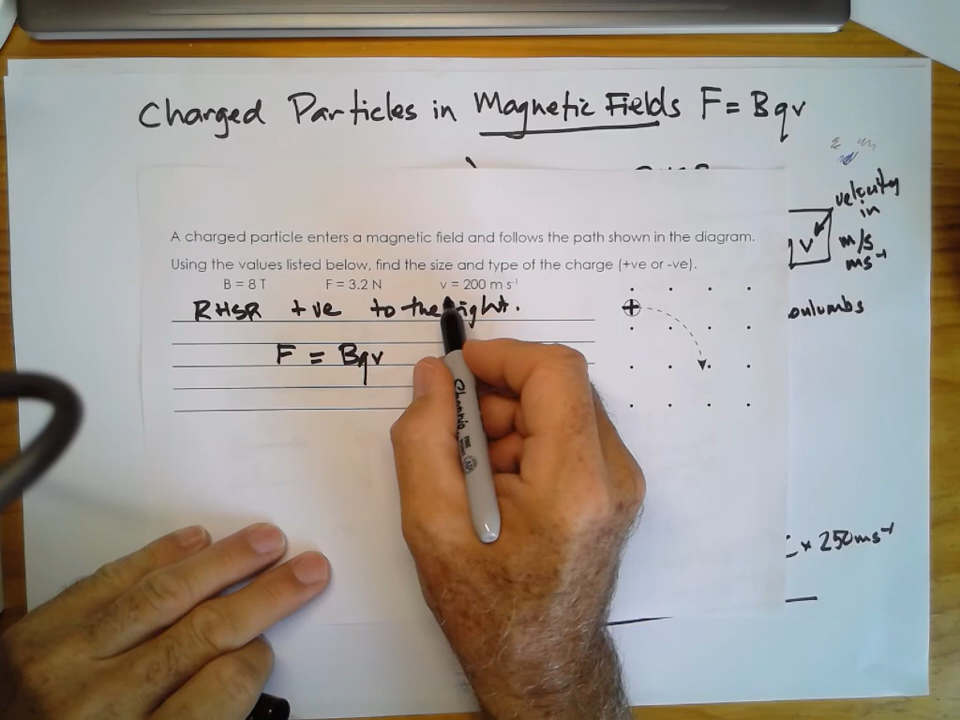 Charged Particles in Magnetic Fields F = Bqv
velocity
in
m/s
ms⁻¹
V
A charged particle enters a magnetic field and follows the path shown in the diagram.
Using the values listed below, find the size and type of the charge (+ve or -ve).
B = 8 T F = 3.2 N v = 200 m s⁻¹
RHSR +ve to the right.
F = Bqv
+
oulumbs
Sharpie
× 250ms⁻¹